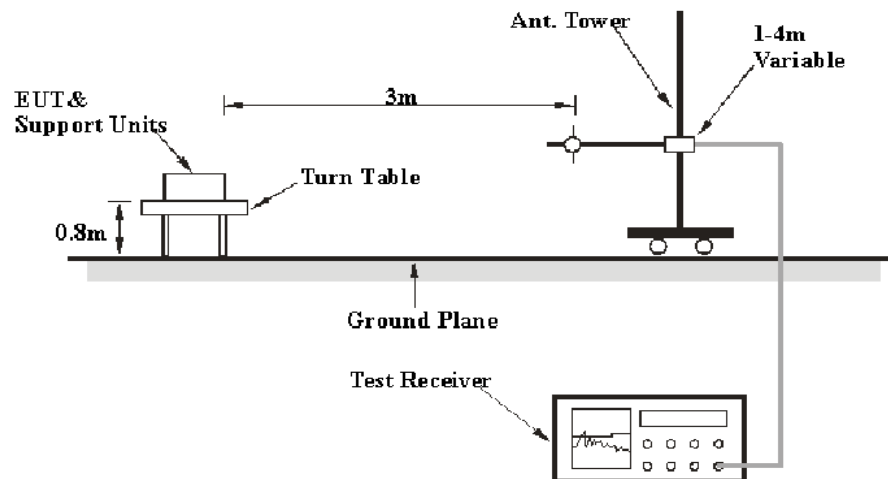 Ant. Tower
1-4m
Variable
3m
EUT&
Support Units
Turn Table
0.8m
Ground Plane
Test Receiver